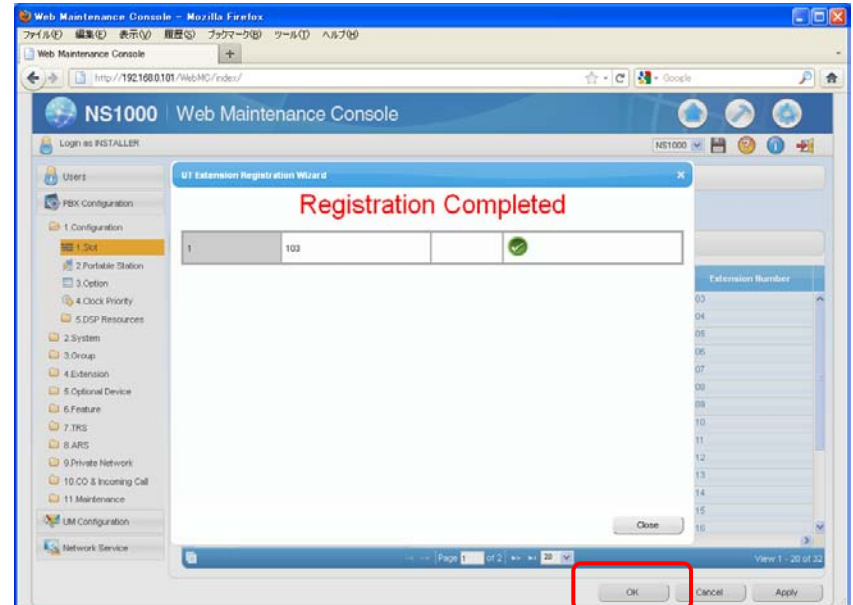 Web Maintenance Console - Mozilla Firefox
ファイル(F) 編集(E) 表示(V) 履歴(S) ブックマーク(B) ツール(T) ヘルプ(H)
Web Maintenance Console +
http://192.168.0.101/WebMC/index/ Google
NS1000 Web Maintenance Console
Login as INSTALLER NS1000
Users
UT Extension Registration Wizard ×
PBX Configuration
Registration Completed
1.Configuration
1.Slot
1 103
2.Portable Station
3.Option
Extension Number
4.Clock Priority
03
5.DSP Resources
04
2.System
05
3.Group
06
4.Extension
07
5.Optional Device
08
6.Feature
09
7.TRS
10
8.ARS
11
9.Private Network
12
10.CO & Incoming Call
13
11.Maintenance
14
15
UM Configuration
Close
16
Network Service
Page 1 of 2 20 View 1 - 20 of 32
OK Cancel Apply